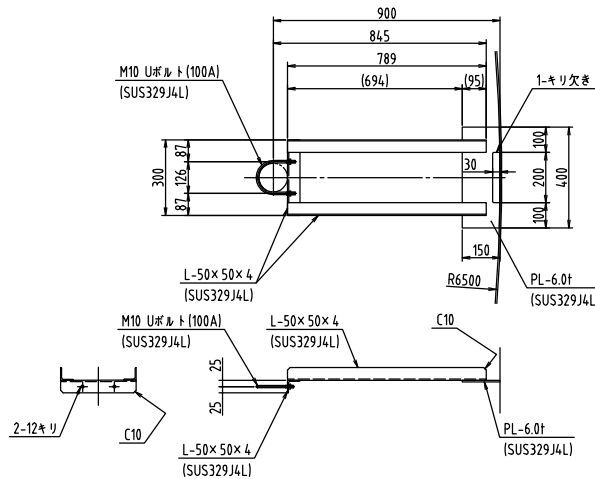 900
845
789
(694)
(95)
M10 Uボルト(100A)
(SUS329J4L)
1-キリ欠き
300
87
126
87
30
100
200
100
400
150
R6500
L-50×50×4
(SUS329J4L)
PL-6.0t
(SUS329J4L)
M10 Uボルト(100A)
(SUS329J4L)
L-50×50×4
(SUS329J4L)
C10
25
25
2-12キリ
C10
L-50×50×4
(SUS329J4L)
PL-6.0t
(SUS329J4L)